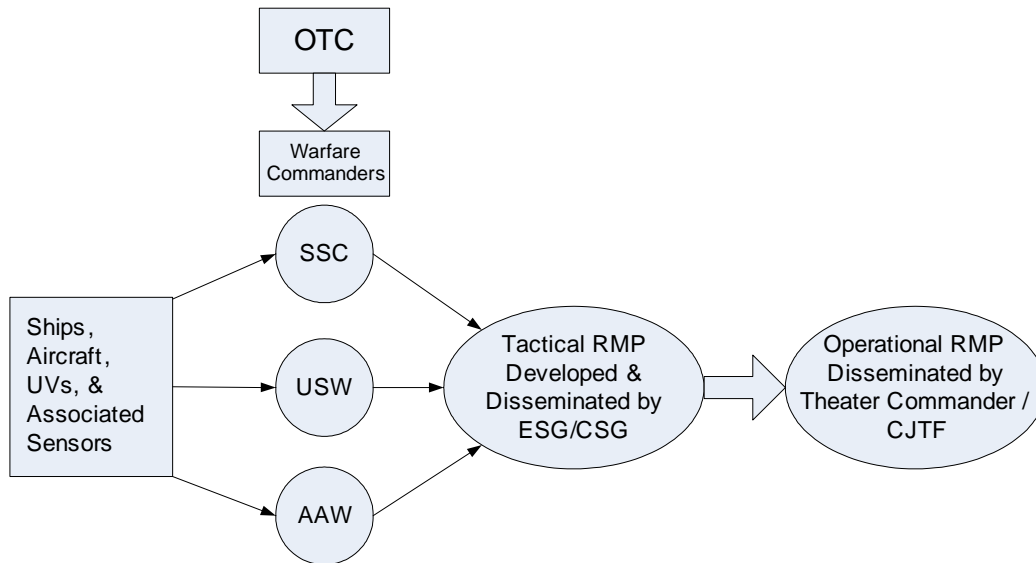 OTC
Warfare
Commanders
SSC
Ships,
Aircraft,
UVs, &
Associated
Sensors
USW
AAW
Tactical RMP
Developed &
Disseminated by
ESG/CSG
Operational RMP
Disseminated by
Theater Commander /
CJTF